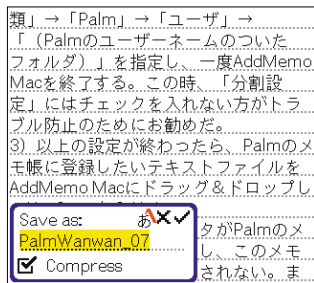 類」→「Palm」→「ユーザ」→
「（Palmのユーザーネームのついた
フォルダ）」を指定し、一度AddMemo
Macを終了する。この時、「分割設
定」にはチェックを入れない方がトラ
ブル防止のためにお勧めだ。
3）以上の設定が終わったら、Palmのメ
モ帳に登録したいテキストファイルを
AddMemo Macにドラッグ＆ドロップし
タがPalmのメ
し、このメモ
されない。ま
Save as: あ
PalmWanwan_07
Compress